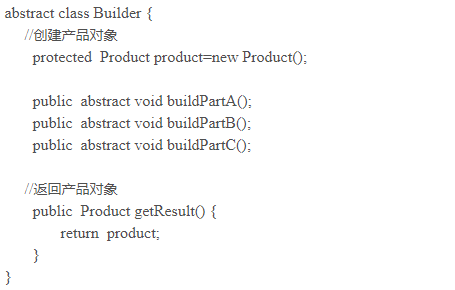 abstract class Builder {
//创建产品对象
protected  Product product=new Product();
public  abstract void buildPartA();
public  abstract void buildPartB();
public  abstract void buildPartC();
//返回产品对象
public  Product getResult() {
return  product;
}
}